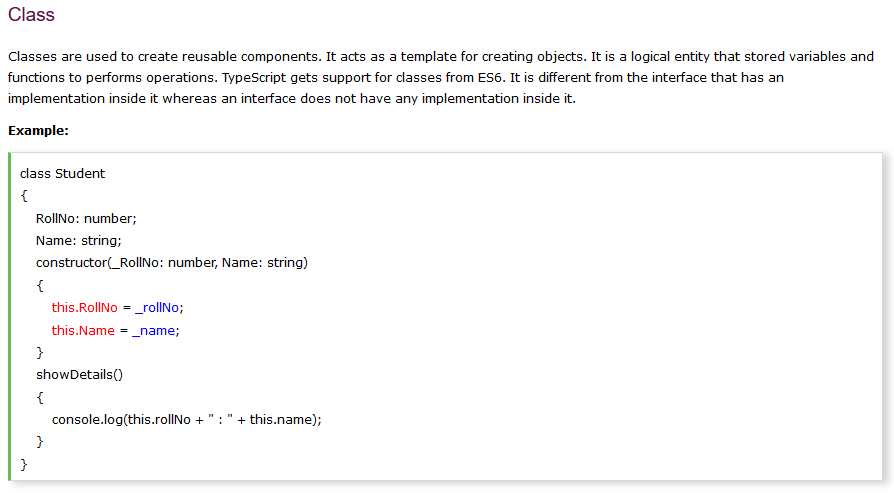 Class
Classes are used to create reusable components. It acts as a template for creating objects. It is a logical entity that stored variables and
functions to performs operations. TypeScript gets support for classes from ES6. It is different from the interface that has an
implementation inside it whereas an interface does not have any implementation inside it.
Example:
class Student
{
RollNo: number;
Name: string;
constructor(_RollNo: number, Name: string)
{
this.RollNo = _rollNo;
this.Name = _name;
}
showDetails()
{
console.log(this.rollNo + " : " + this.name);
}
}